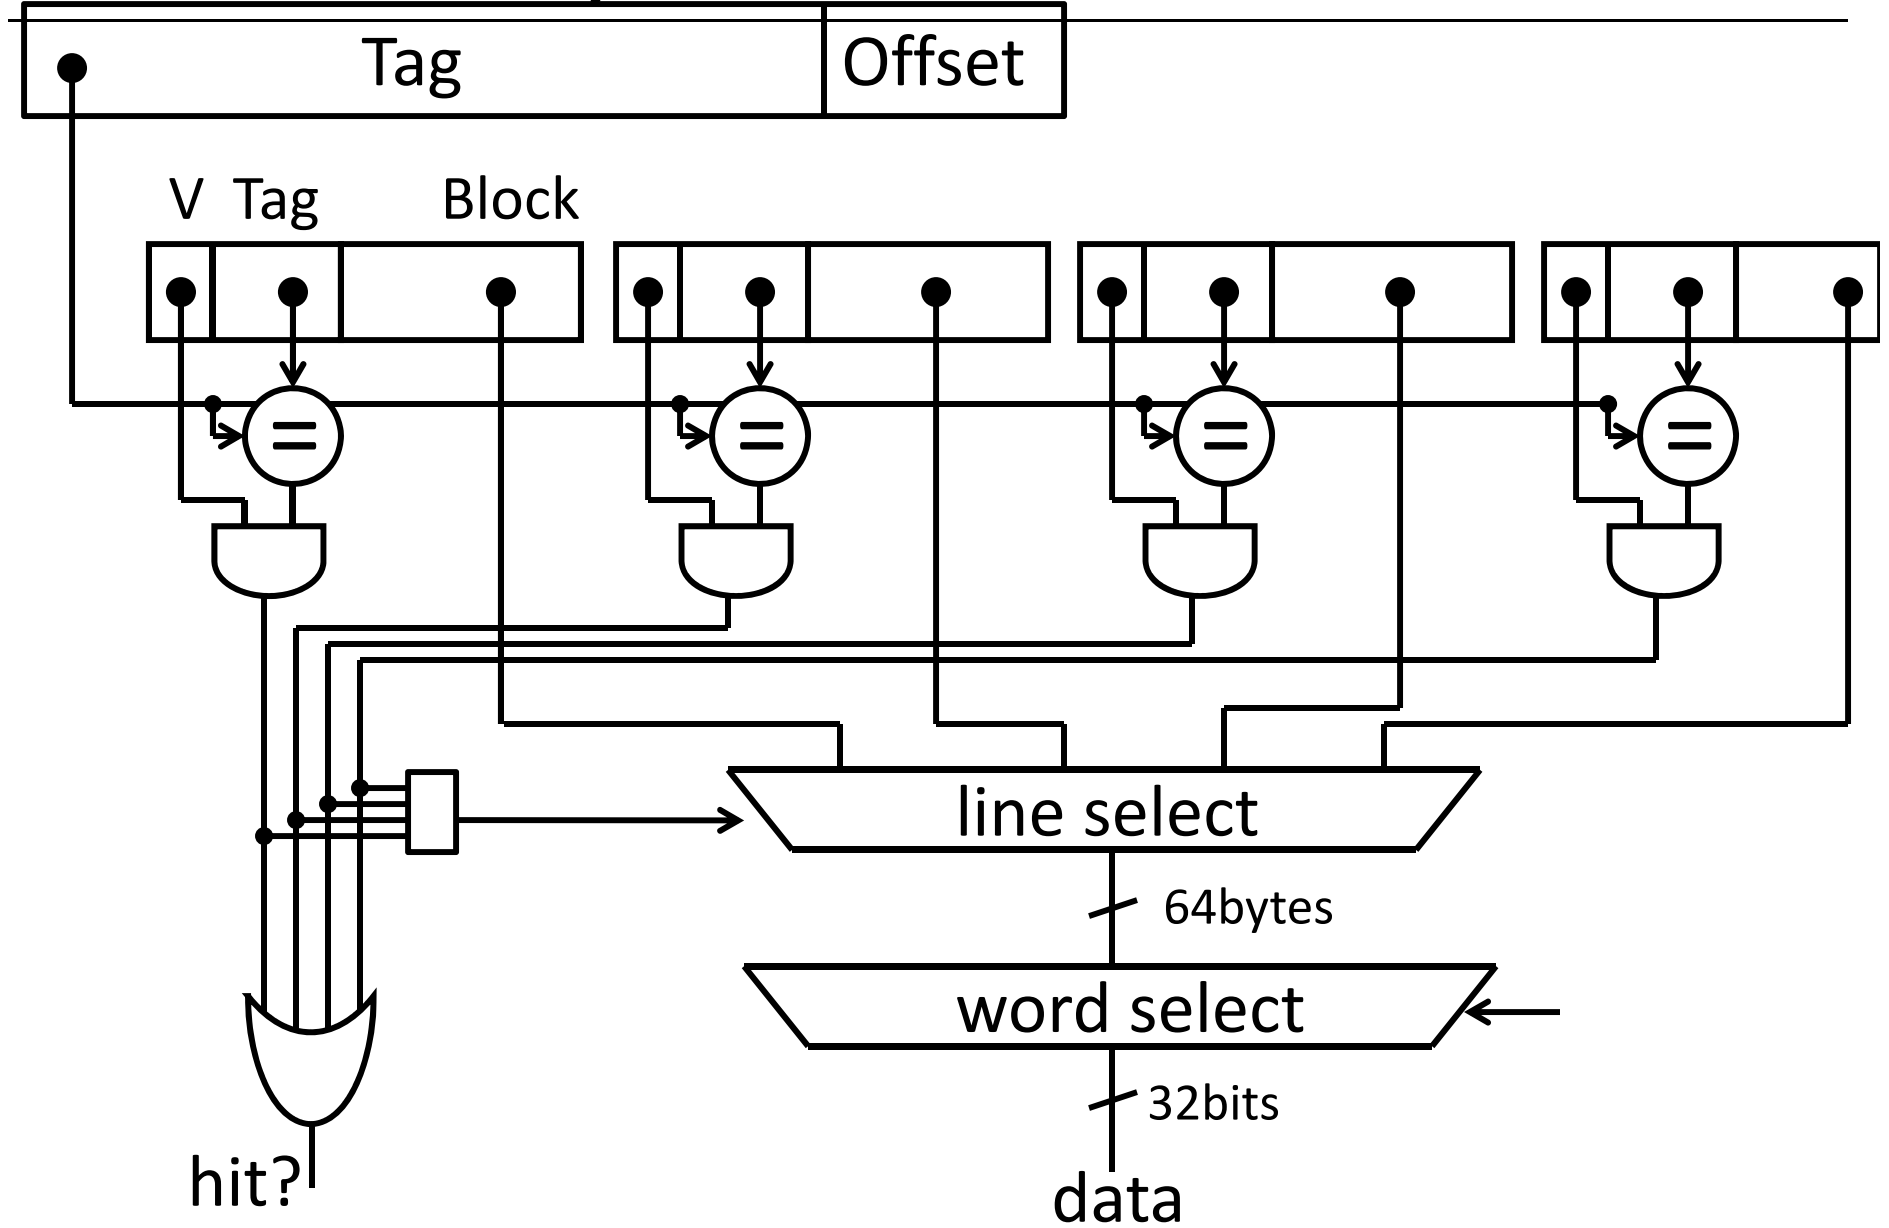 Tag Offset
V Tag Block
= = = =
line select
64bytes
word select
32bits
hit?
data